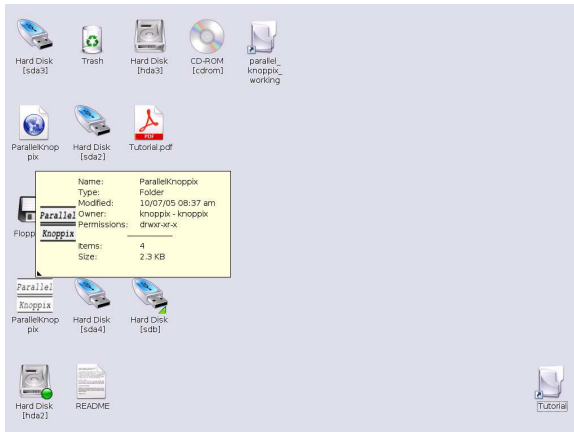 Hard Disk
[sda3]
Trash
Hard Disk
[hda3]
CD-ROM
[cdrom]
parallel_
knoppix_
working
ParallelKnop
pix
Hard Disk
[sda2]
PDF
Tutorial.pdf
Flopp
Parallel
Knoppix
Name: ParallelKnoppix
Type: Folder
Modified: 10/07/05 08:37 am
Owner: knoppix - knoppix
Permissions: drwxr-xr-x
Items: 4
Size: 2.3 KB
Parallel
Knoppix
ParallelKnop
pix
Hard Disk
[sda4]
Hard Disk
[sdb]
Hard Disk
[hda2]
README
Tutorial